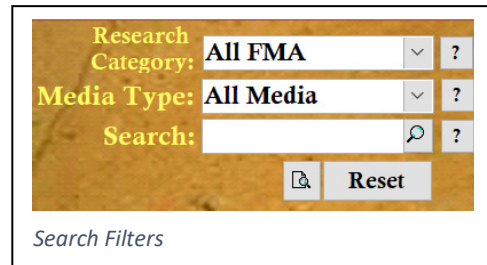 Research
Category: All FMA ?
Media Type: All Media ?
Search: ?
Reset
Search Filters